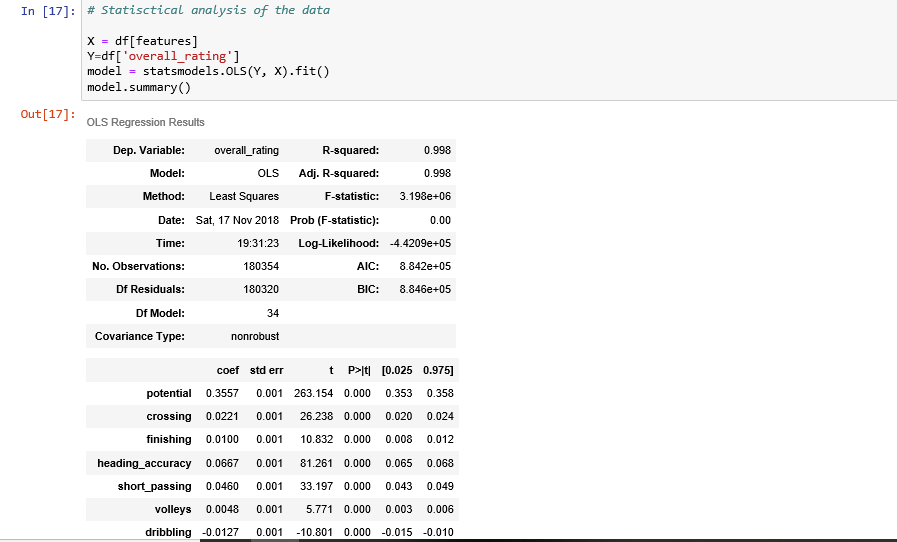 In [17]: # Statisctical analysis of the data
X = df[features]
Y=df['overall_rating']
model = statsmodels.OLS(Y, X).fit()
model.summary()
Out[17]: OLS Regression Results
Dep. Variable: overall_rating R-squared: 0.998
Model: OLS Adj. R-squared: 0.998
Method: Least Squares F-statistic: 3.198e+06
Date: Sat, 17 Nov 2018 Prob (F-statistic): 0.00
Time: 19:31:23 Log-Likelihood: -4.4209e+05
No. Observations: 180354 AIC: 8.842e+05
Df Residuals: 180320 BIC: 8.846e+05
Df Model: 34
Covariance Type: nonrobust
coef std err t P>|t| [0.025 0.975]
potential 0.3557 0.001 263.154 0.000 0.353 0.358
crossing 0.0221 0.001 26.238 0.000 0.020 0.024
finishing 0.0100 0.001 10.832 0.000 0.008 0.012
heading_accuracy 0.0667 0.001 81.261 0.000 0.065 0.068
short_passing 0.0460 0.001 33.197 0.000 0.043 0.049
volleys 0.0048 0.001 5.771 0.000 0.003 0.006
dribbling -0.0127 0.001 -10.801 0.000 -0.015 -0.010